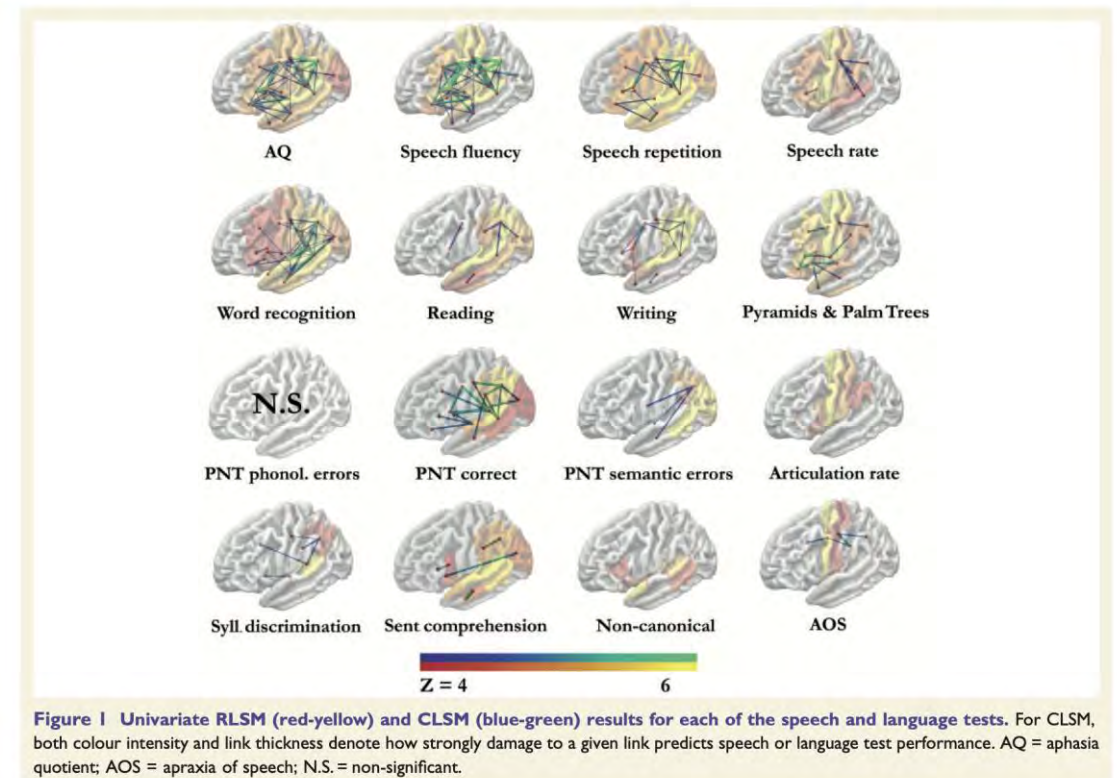 AQ Speech fluency Speech repetition Speech rate
Word recognition Reading Writing Pyramids & Palm Trees
N.S.
PNT phonol. errors PNT correct PNT semantic errors Articulation rate
Syll. discrimination Sent comprehension Non-canonical AOS
Z = 4 6
Figure 1 Univariate RLSM (red-yellow) and CLSM (blue-green) results for each of the speech and language tests. For CLSM,
both colour intensity and link thickness denote how strongly damage to a given link predicts speech or language test performance. AQ = aphasia
quotient; AOS = apraxia of speech; N.S. = non-significant.